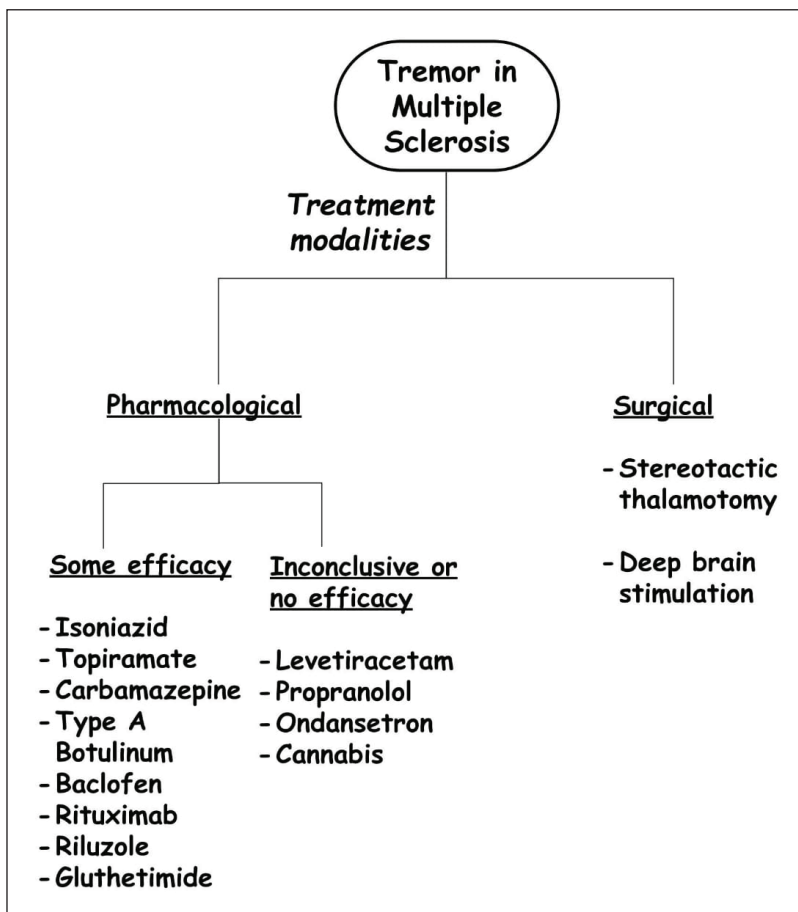 Tremor in
Multiple
Sclerosis
Treatment
modalities
Pharmacological
Surgical
- Stereotactic
thalamotomy
- Deep brain
stimulation
Some efficacy
- Isoniazid
- Topiramate
- Carbamazepine
- Type A
Botulinum
- Baclofen
- Rituximab
- Riluzole
- Gluthetimide
Inconclusive or
no efficacy
- Levetiracetam
- Propranolol
- Ondansetron
- Cannabis